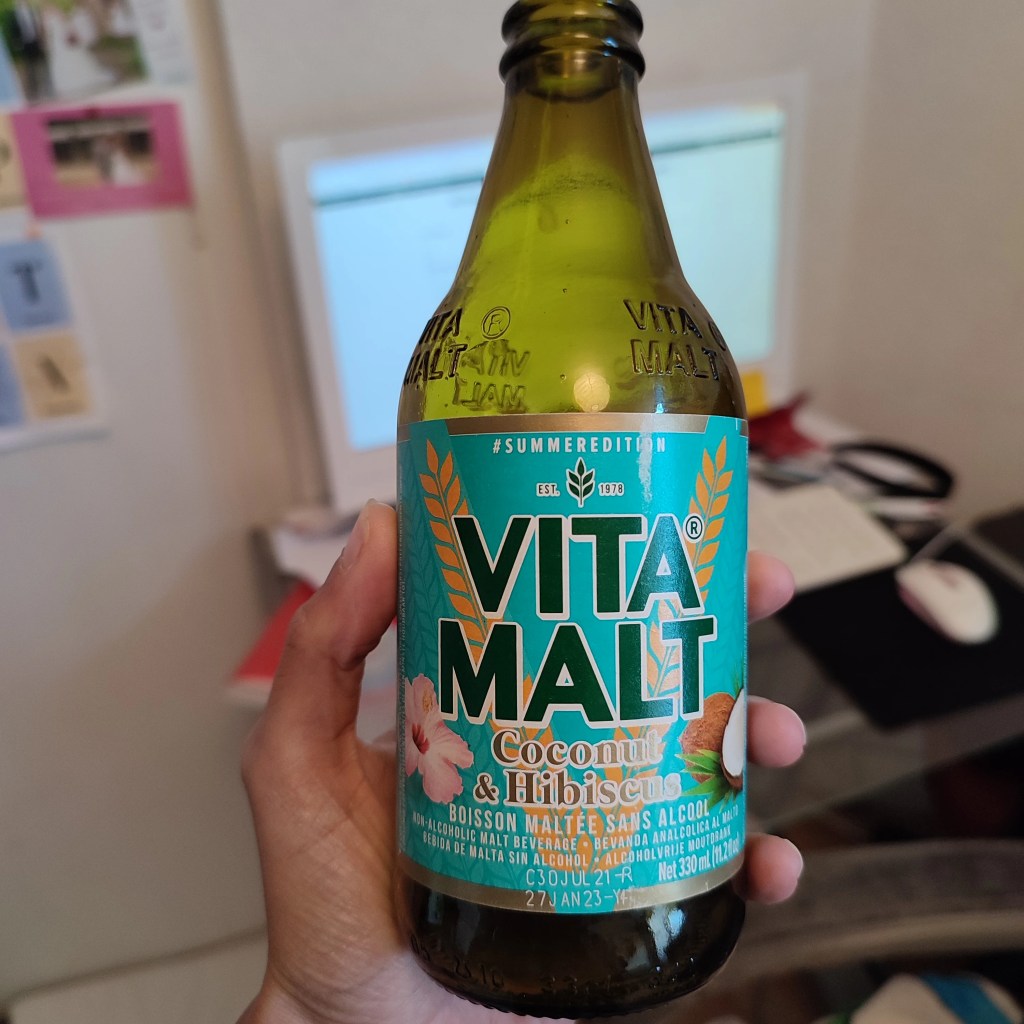 VITA ®
MALT
VITA
MALT
#SUMMEREDITION
EST. 1978
VITA®
MALT
Coconut
& Hibiscus
BOISSON MALTÉE SANS ALCOOL
NON-ALCOHOLIC MALT BEVERAGE • BEVANDA ANALCOLICA AL MALTO
BEBIDA DE MALTA SIN ALCOHOL • ALCOHOLVRIJE MOUTDRANK
Net 330 mL (11.2 fl oz)
C30JUL21-R
27JAN23-Y4
T
A